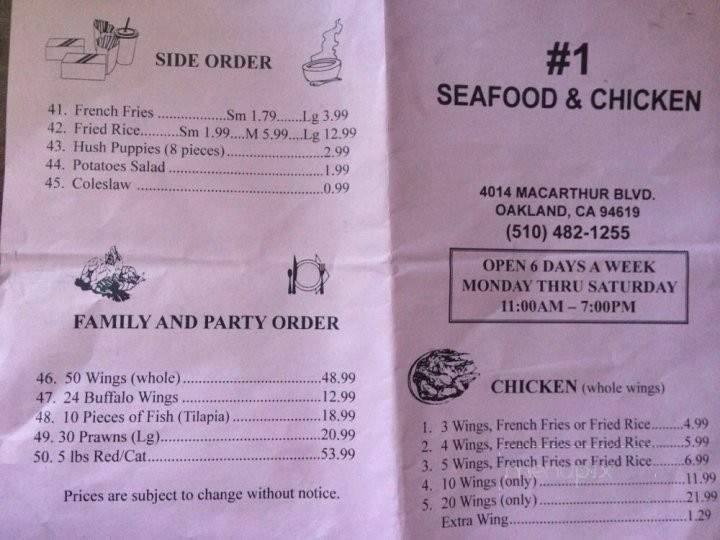 SIDE ORDER
41. French Fries .................Sm 1.79.......Lg 3.99
42. Fried Rice..........Sm 1.99....M 5.99....Lg 12.99
43. Hush Puppies (8 pieces)........................2.99
44. Potatoes Salad .......................................1.99
45. Coleslaw ..............................................0.99
FAMILY AND PARTY ORDER
46. 50 Wings (whole)..................................48.99
47. 24 Buffalo Wings ..................................12.99
48. 10 Pieces of Fish (Tilapia)......................18.99
49. 30 Prawns (Lg)......................................20.99
50. 5 lbs Red/Cat.........................................53.99
Prices are subject to change without notice.
#1
SEAFOOD & CHICKEN
4014 MACARTHUR BLVD.
OAKLAND, CA 94619
(510) 482-1255
OPEN 6 DAYS A WEEK
MONDAY THRU SATURDAY
11:00AM – 7:00PM
CHICKEN (whole wings)
1. 3 Wings, French Fries or Fried Rice.......4.99
2. 4 Wings, French Fries or Fried Rice.......5.99
3. 5 Wings, French Fries or Fried Rice.......6.99
4. 10 Wings (only)...................................11.99
5. 20 Wings (only)...................................21.99
Extra Wing..........................................1.29